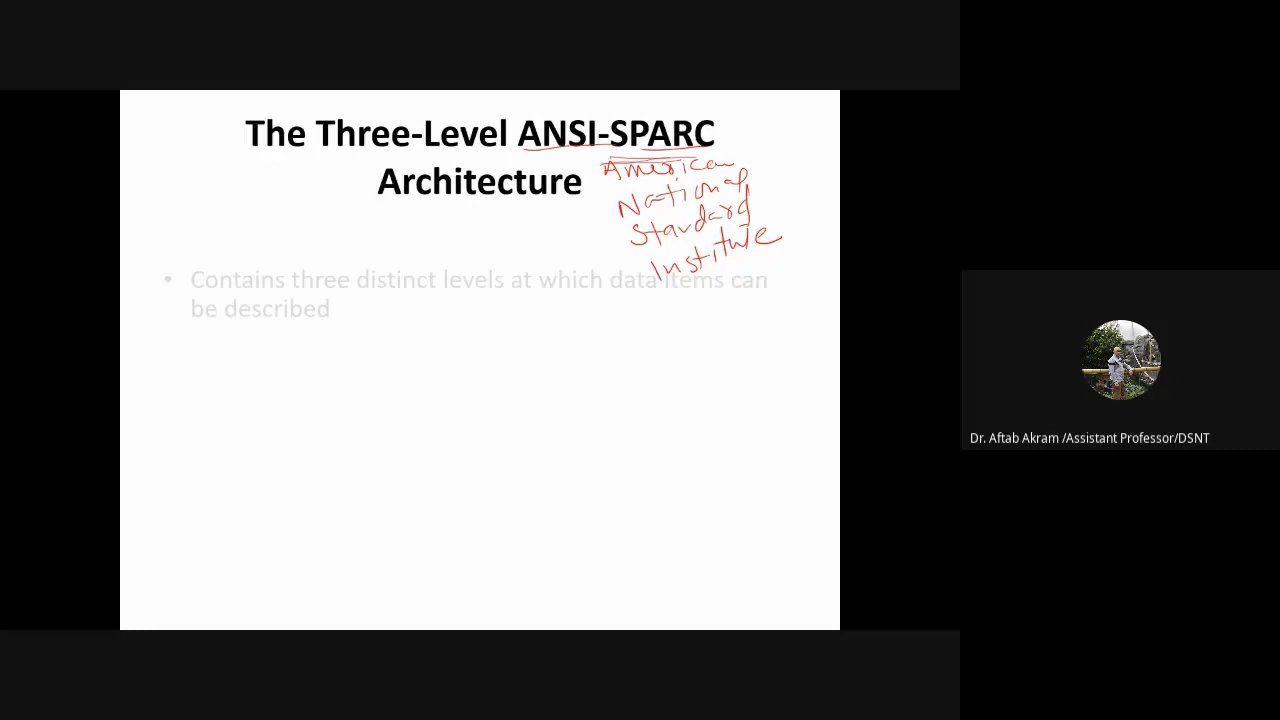 The Three-Level ANSI-SPARC
Architecture
American
National
Standard
Institute
• Contains three distinct levels at which data items can
be described
Dr. Aftab Akram /Assistant Professor/DSNT